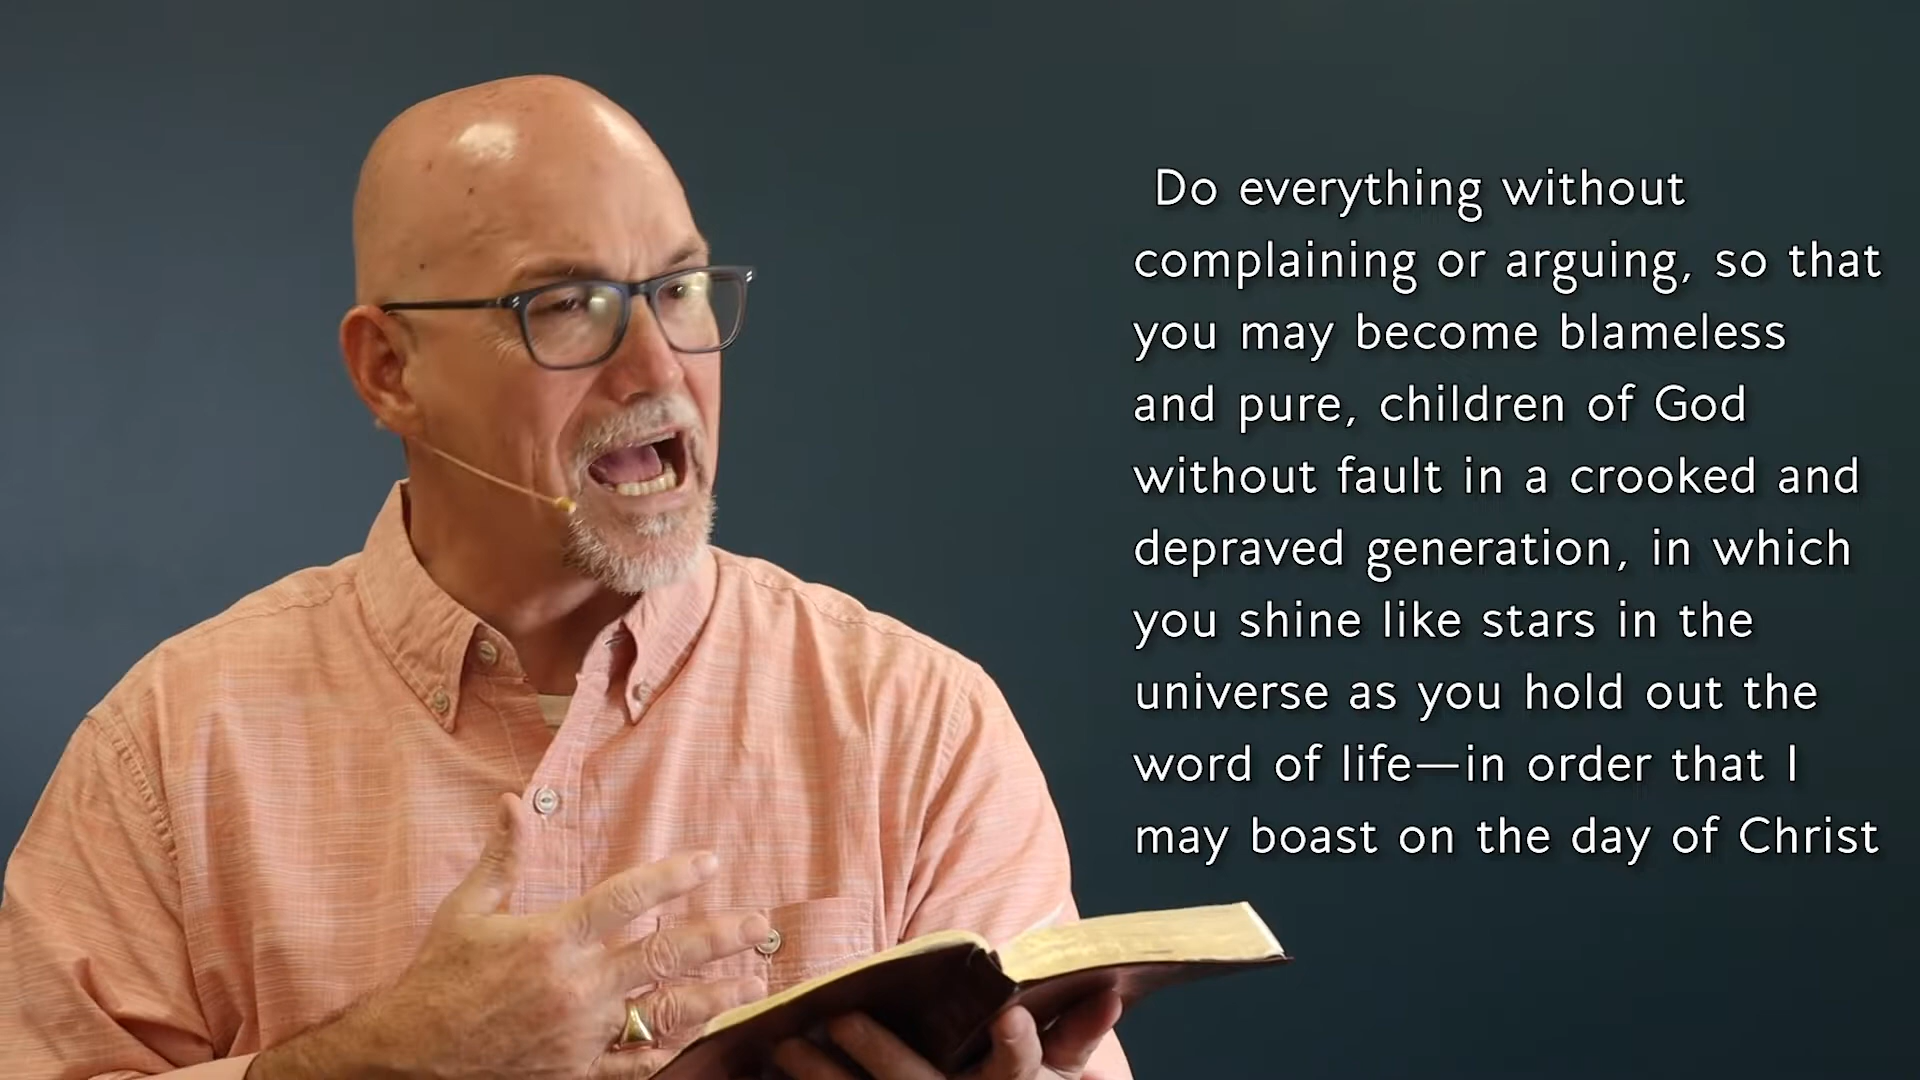 Do everything without
complaining or arguing, so that
you may become blameless
and pure, children of God
without fault in a crooked and
depraved generation, in which
you shine like stars in the
universe as you hold out the
word of life—in order that I
may boast on the day of Christ